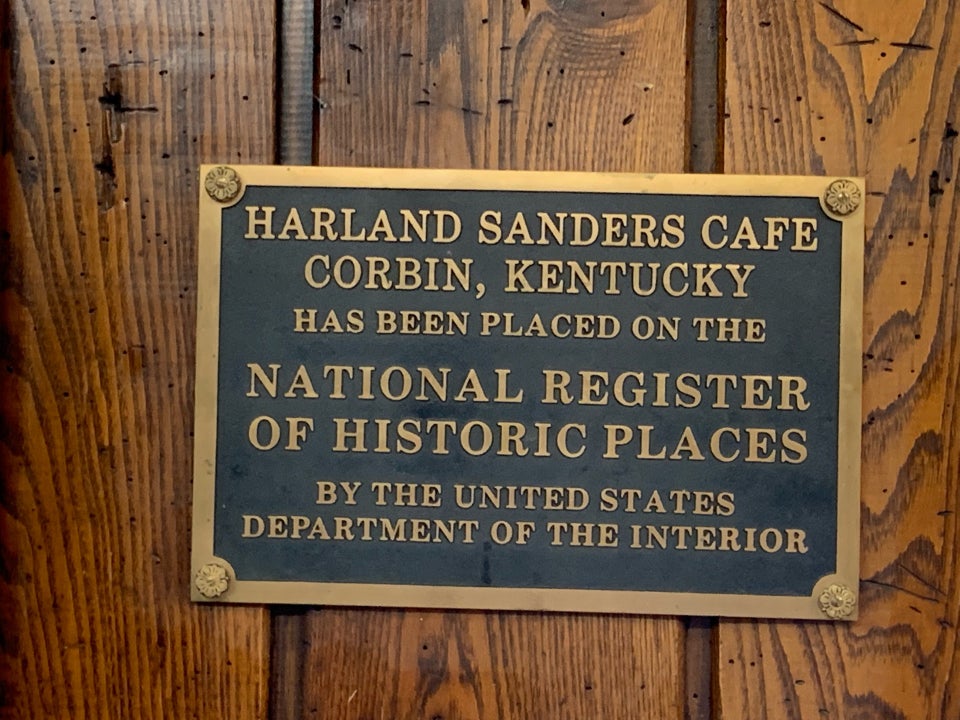 HARLAND SANDERS CAFE
CORBIN, KENTUCKY
HAS BEEN PLACED ON THE
NATIONAL REGISTER
OF HISTORIC PLACES
BY THE UNITED STATES
DEPARTMENT OF THE INTERIOR